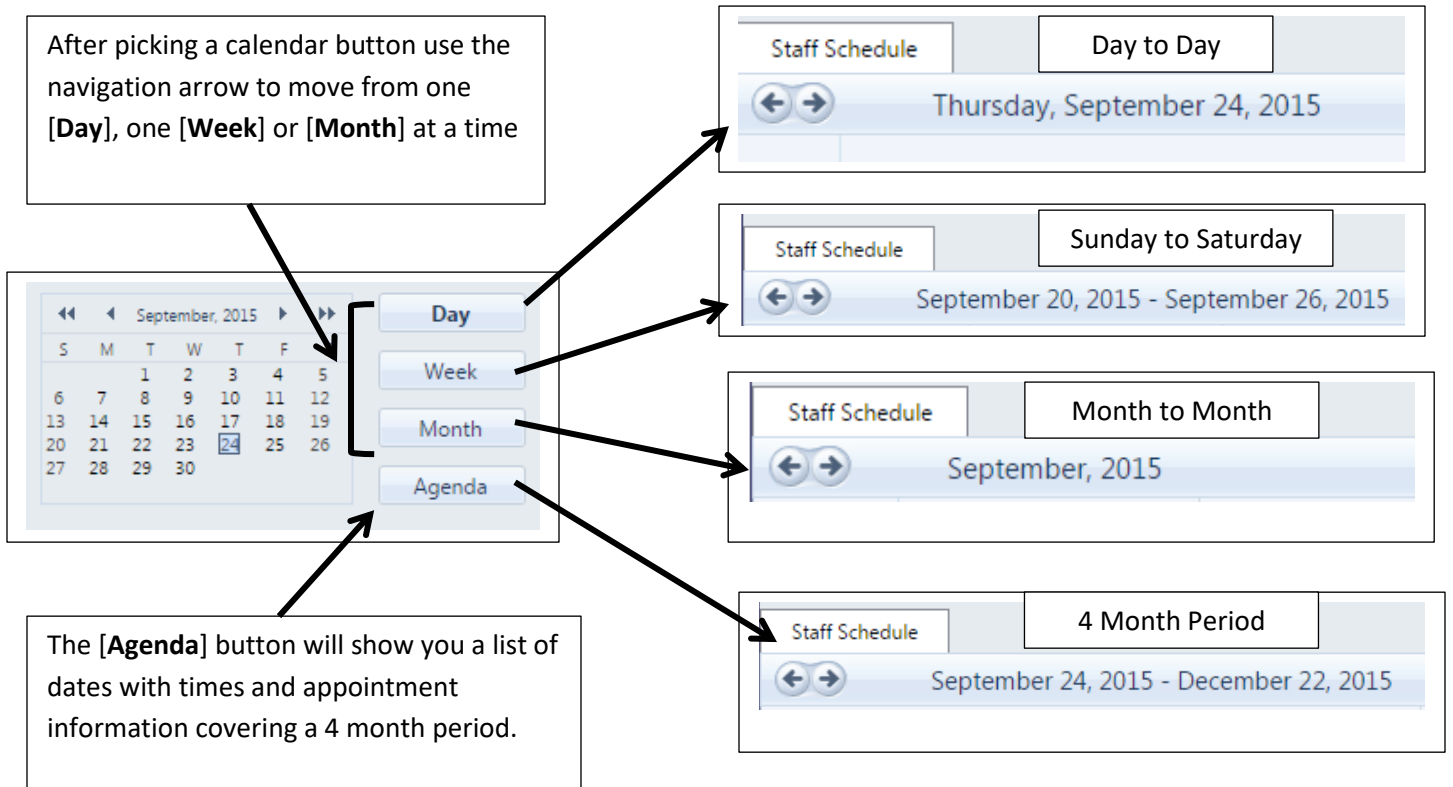 After picking a calendar button use the
navigation arrow to move from one
[Day], one [Week] or [Month] at a time
Staff Schedule
Day to Day
Thursday, September 24, 2015
Staff Schedule
Sunday to Saturday
September 20, 2015 - September 26, 2015
September, 2015
S M T W T F
1 2 3 4 5
6 7 8 9 10 11 12
13 14 15 16 17 18 19
20 21 22 23 24 25 26
27 28 29 30
Day
Week
Month
Agenda
Staff Schedule
Month to Month
September, 2015
The [Agenda] button will show you a list of
dates with times and appointment
information covering a 4 month period.
Staff Schedule
4 Month Period
September 24, 2015 - December 22, 2015